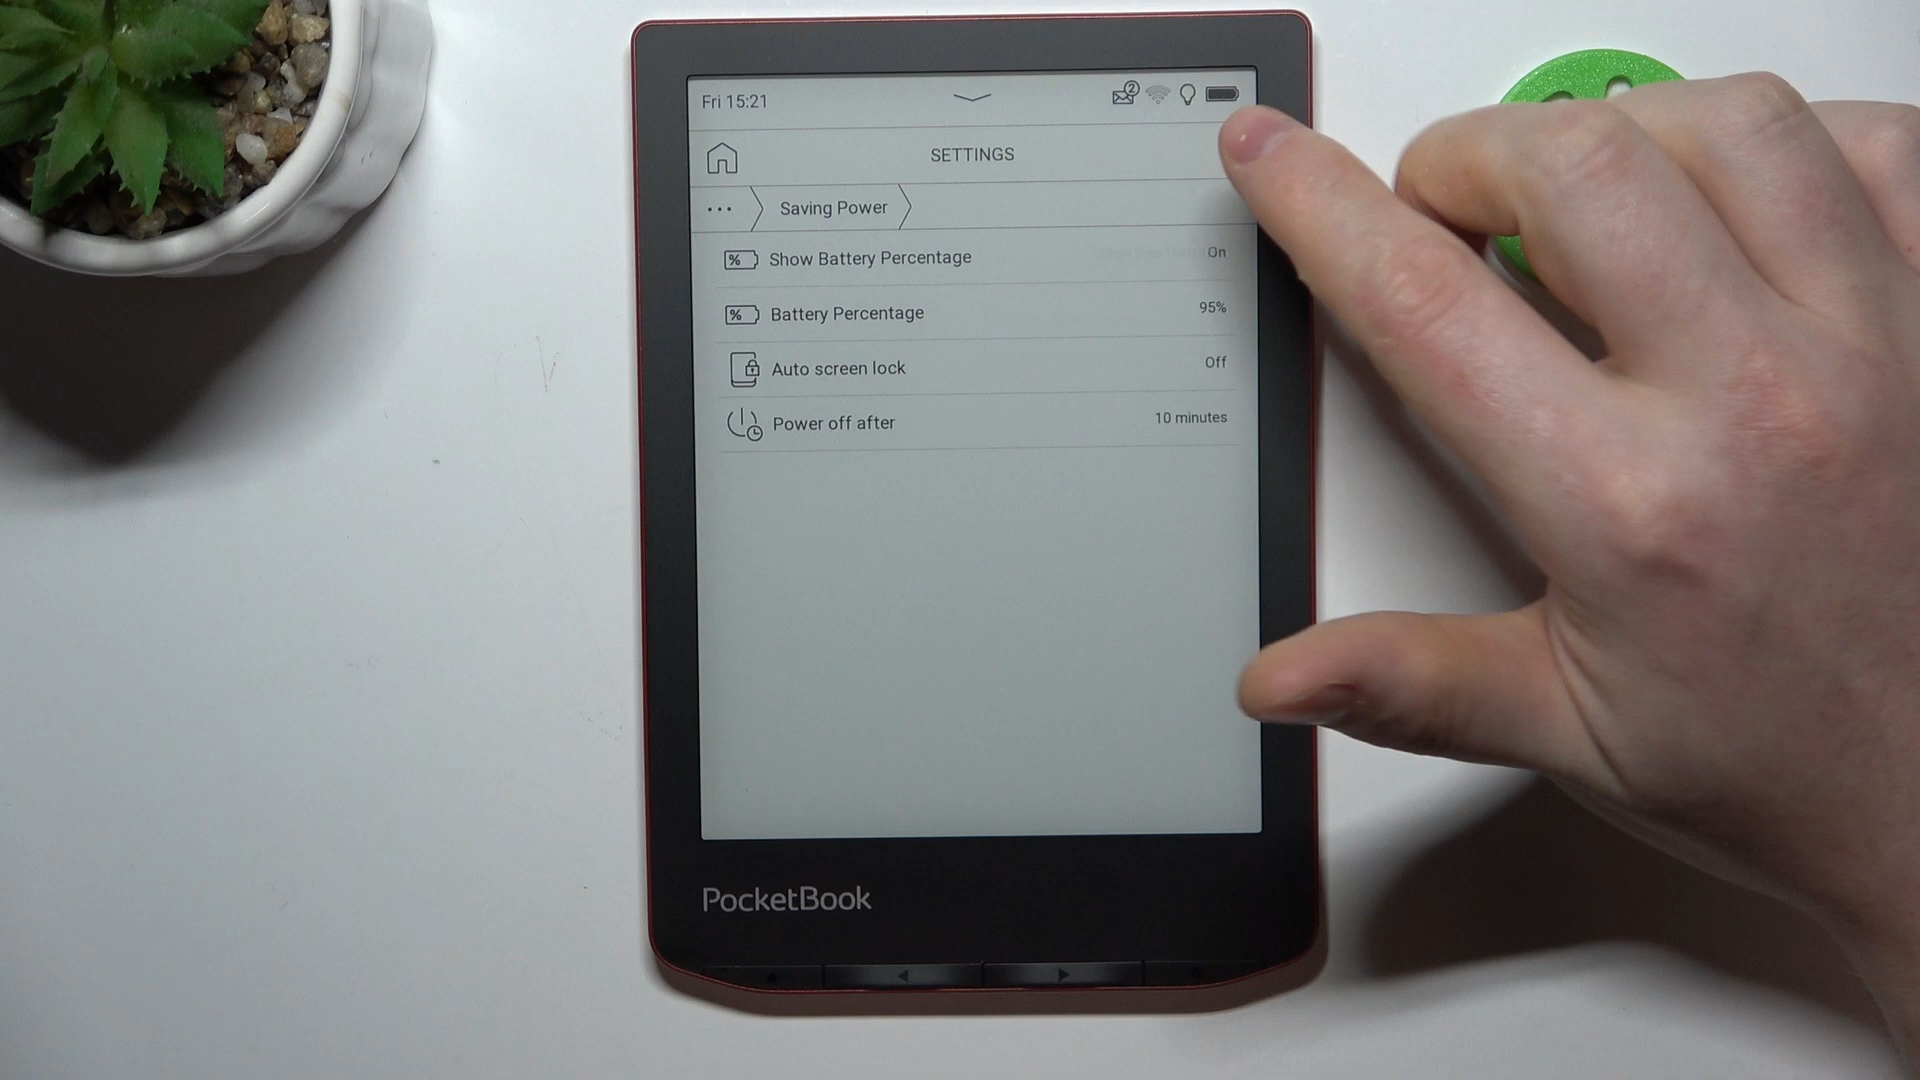 Fri 15:21
2
SETTINGS
... Saving Power
% Show Battery Percentage On
% Battery Percentage 95%
Auto screen lock Off
Power off after 10 minutes
PocketBook